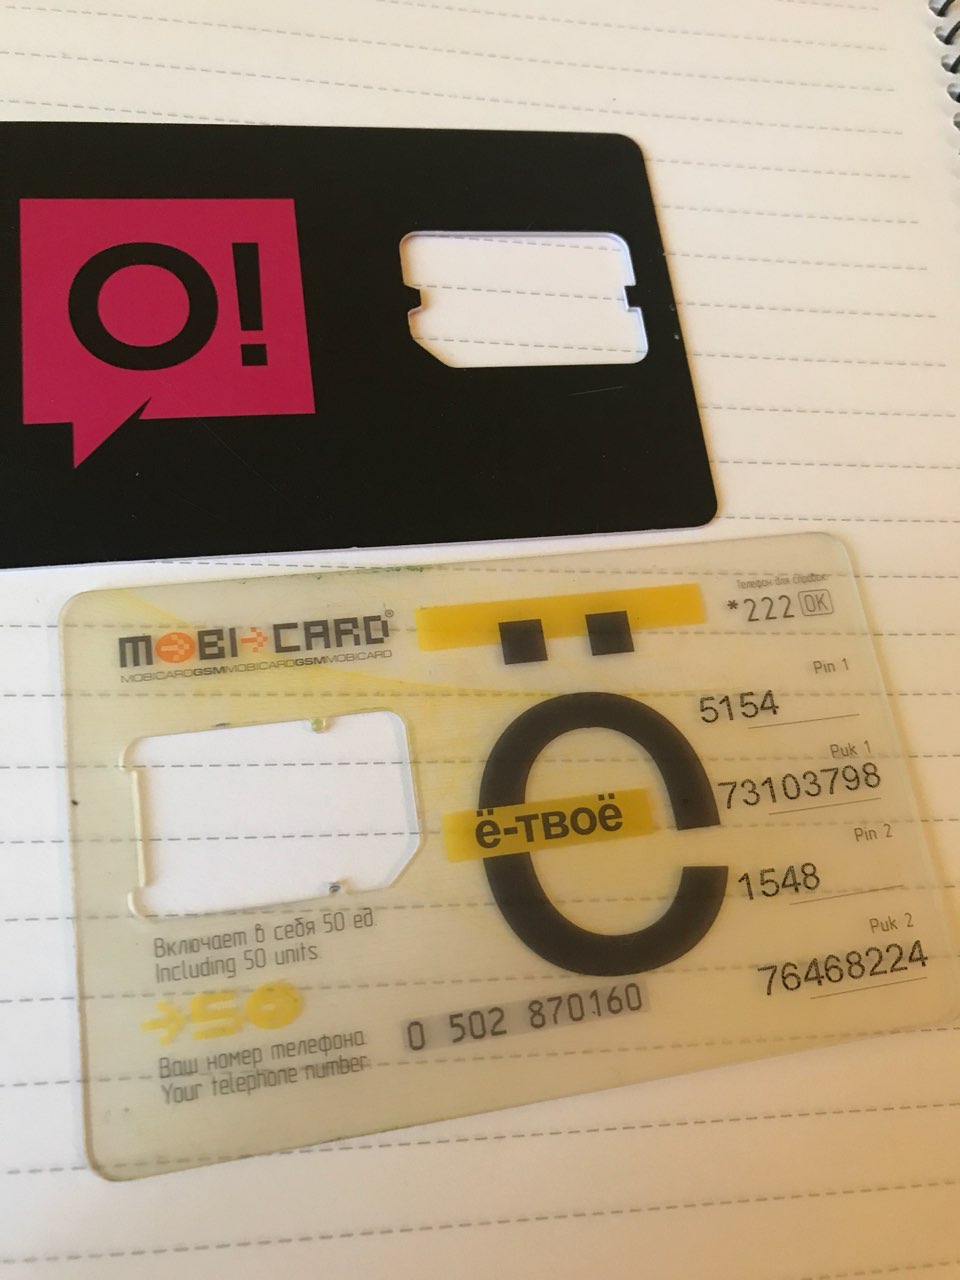 O!
MOBI CARD®
MOBICARDGSMMOBICARDGSMMOBICARD
Телефон для справок:
*222 OK
Pin 1
5154
Puk 1
73103798
Pin 2
1548
Puk 2
76468224
Ё
ё-твоё
Включает в себя 50 ед.
Including 50 units.
50
0 502 870160
Ваш номер телефона
Your telephone number